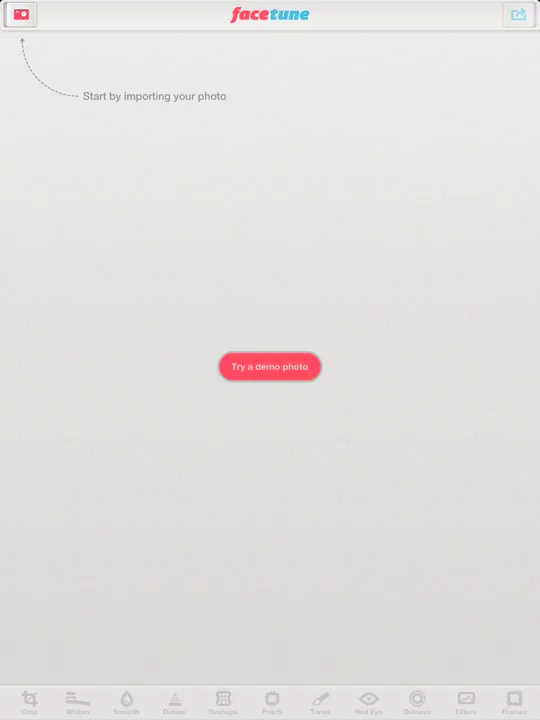 facetune
Start by importing your photo
Try a demo photo
Crop
Whiten
Smooth
Details
Reshape
Patch
Tones
Red Eye
Defocus
Filters
Frames